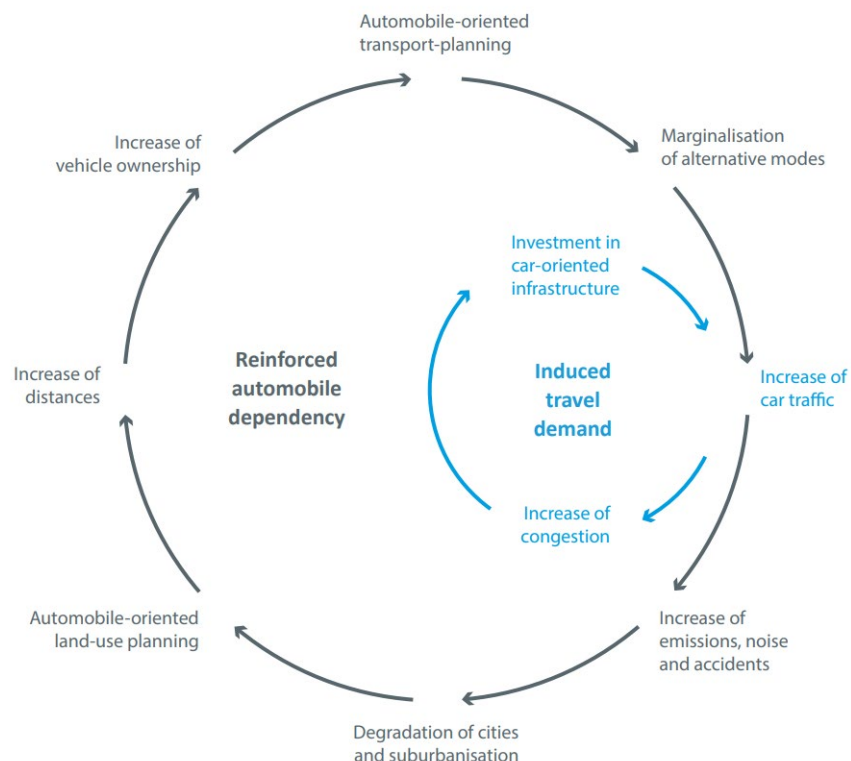 Automobile-oriented
transport-planning
Marginalisation
of alternative modes
Increase of
vehicle ownership
Investment in
car-oriented
infrastructure
Reinforced
automobile
dependency
Induced
travel
demand
Increase of
car traffic
Increase of
distances
Increase of
congestion
Automobile-oriented
land-use planning
Increase of
emissions, noise
and accidents
Degradation of cities
and suburbanisation